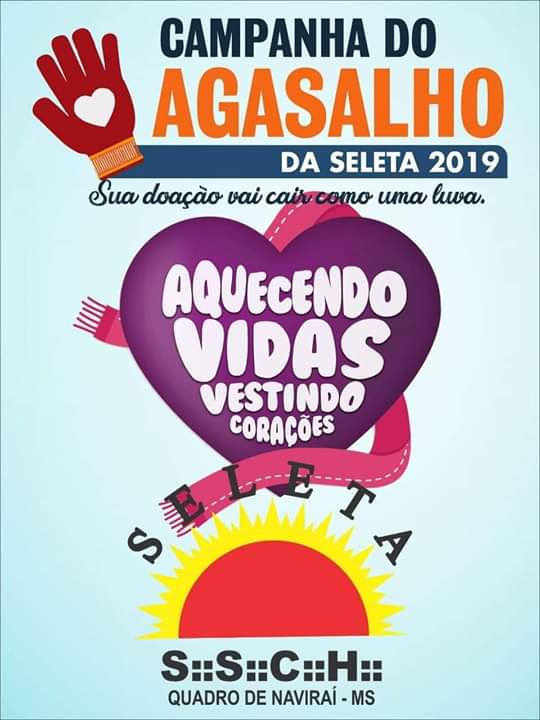 CAMPANHA DO
AGASALHO
DA SELETA 2019
Sua doação vai cair como uma luva.
AQUECENDO
VIDAS
VESTINDO
CORAÇÕES
SELETA
S.::S.::C.::H.::
QUADRO DE NAVIRAÍ - MS